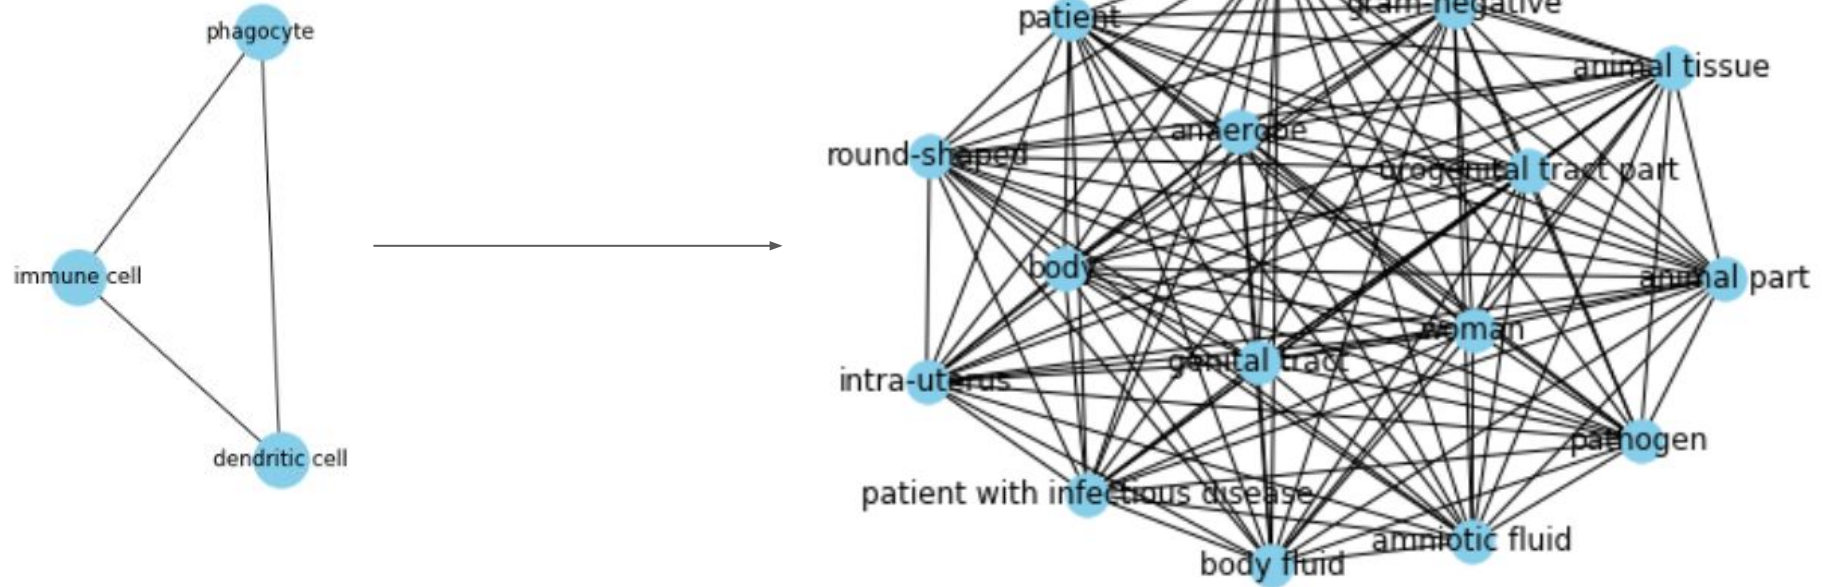 phagocyte
immune cell
dendritic cell
patient
gram-negative
animal tissue
anaerobe
round-shaped
urogenital tract part
body
animal part
woman
genital tract
intra-uterus
pathogen
patient with infectious disease
amniotic fluid
body fluid